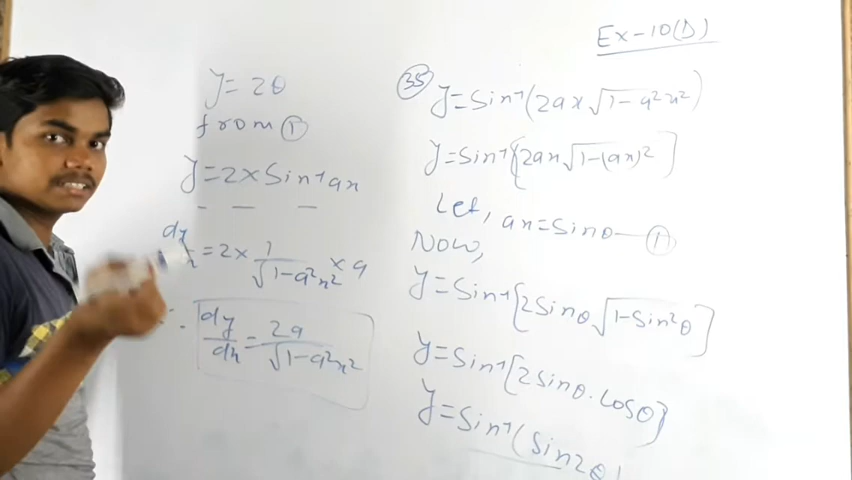 Ex-10(D)
(35) y=Sin⁻¹(2ax√1-a²x²)
y=Sin⁻¹[2ax√1-(ax)²]
Let, ax=Sinθ—(1)
Now,
y=Sin⁻¹[2Sinθ√1-Sin²θ]
y=Sin⁻¹[2Sinθ.Cosθ]
y=Sin⁻¹(Sin2θ)
y=2θ
from (1)
y=2×Sin⁻¹ax
dy/dx=2×1/√1-a²x²×a
∴ dy/dx=2a/√1-a²x²